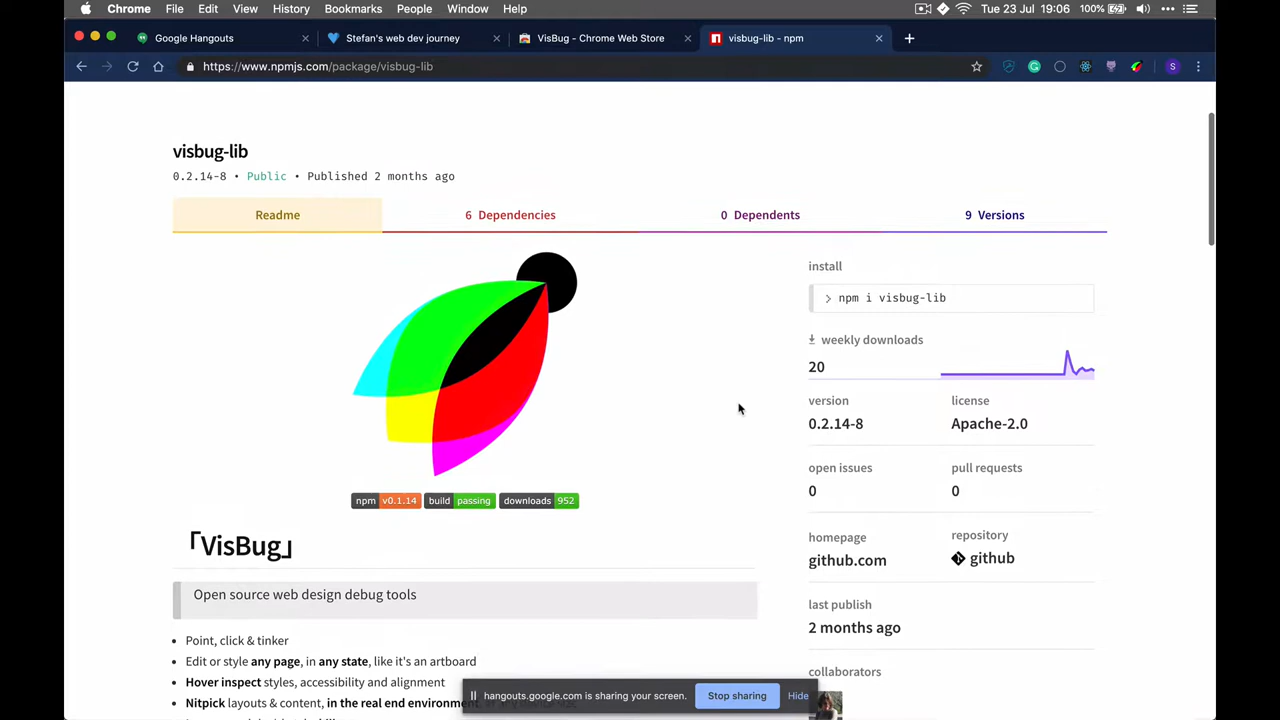 Chrome File Edit View History Bookmarks People Window Help Tue 23 Jul 19:06 100%
Google Hangouts Stefan's web dev journey VisBug - Chrome Web Store visbug-lib - npm
https://www.npmjs.com/package/visbug-lib S
visbug-lib
0.2.14-8 • Public • Published 2 months ago
Readme 6 Dependencies 0 Dependents 9 Versions
install
> npm i visbug-lib
weekly downloads
20
version license
0.2.14-8 Apache-2.0
open issues pull requests
0 0
homepage repository
github.com github
last publish
2 months ago
collaborators
npm v0.1.14 build passing downloads 952
「VisBug」
Open source web design debug tools
• Point, click & tinker
• Edit or style any page, in any state, like it's an artboard
• Hover inspect styles, accessibility and alignment
• Nitpick layouts & content, in the real end environment,
hangouts.google.com is sharing your screen. Stop sharing Hide